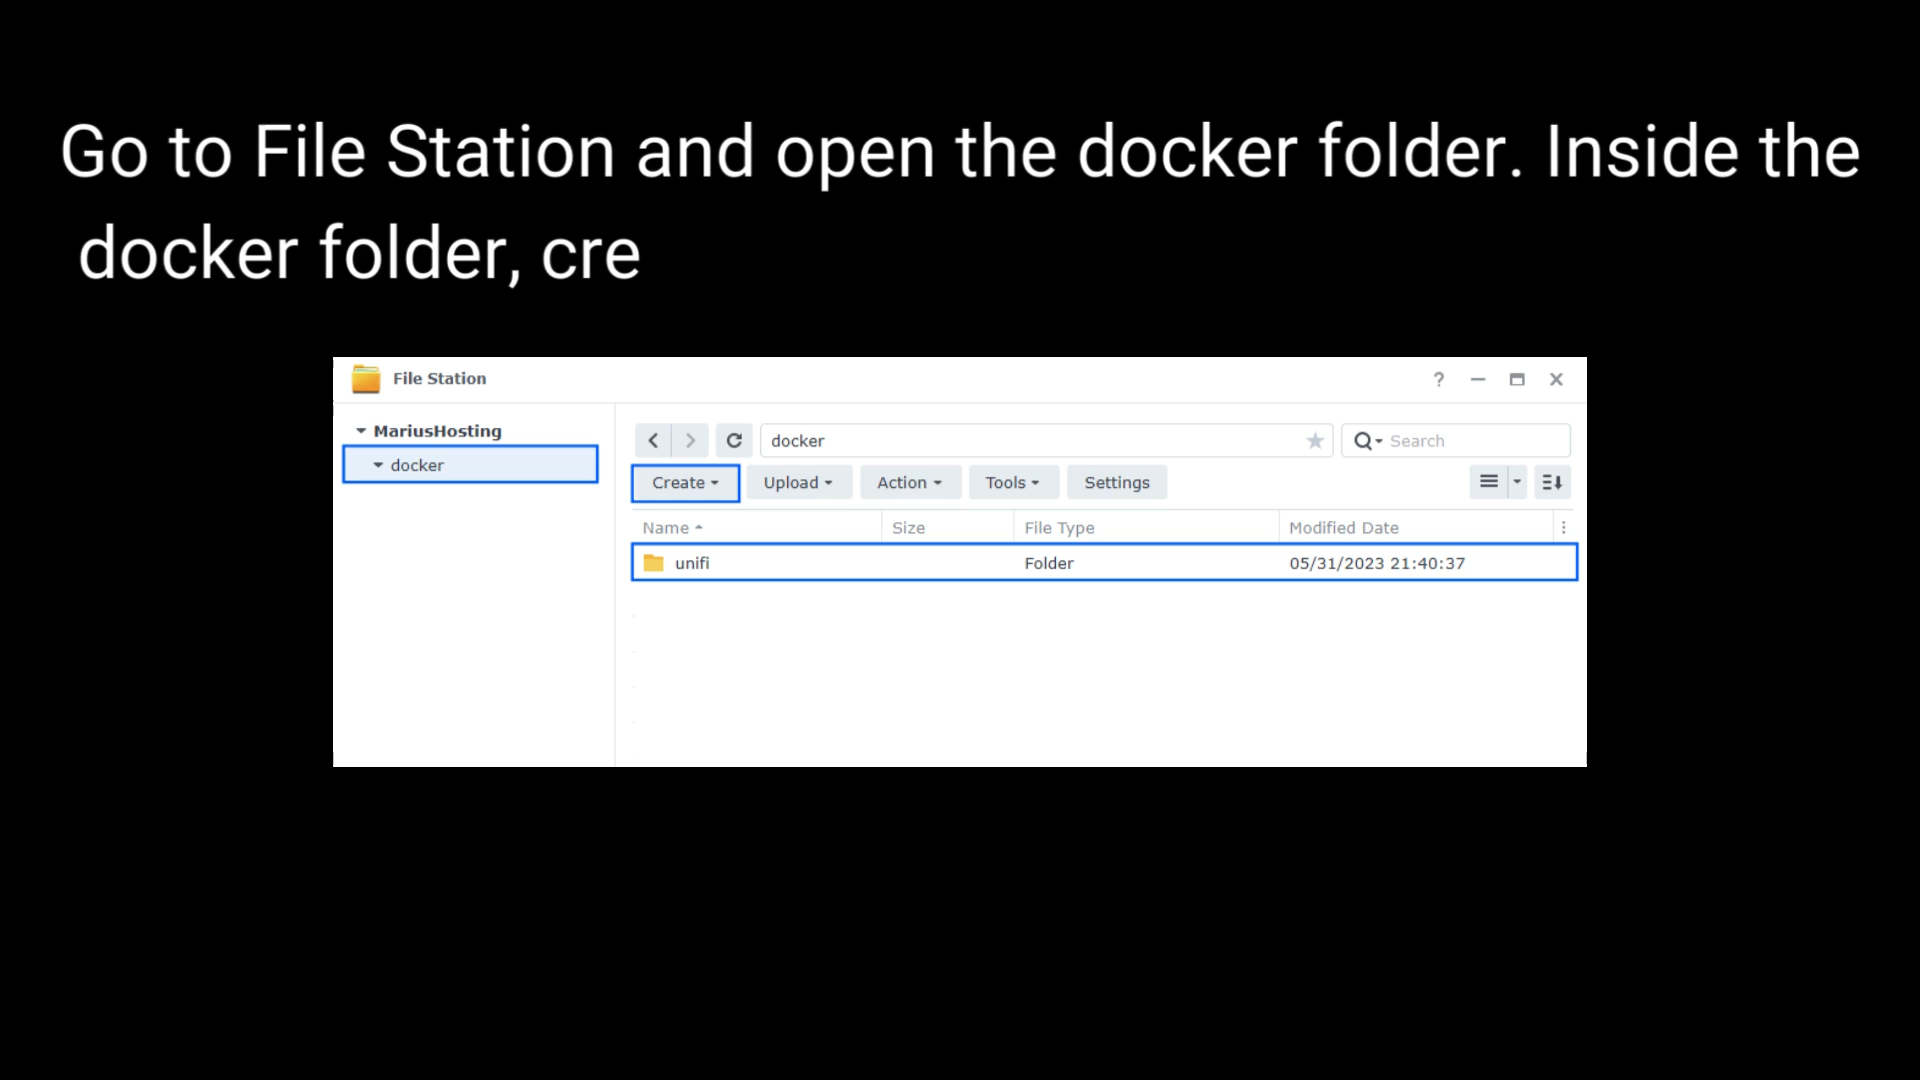 Go to File Station and open the docker folder. Inside the
docker folder, cre
File Station
?
MariusHosting
docker
docker
Search
Create
Upload
Action
Tools
Settings
Name
Size
File Type
Modified Date
unifi
Folder
05/31/2023 21:40:37